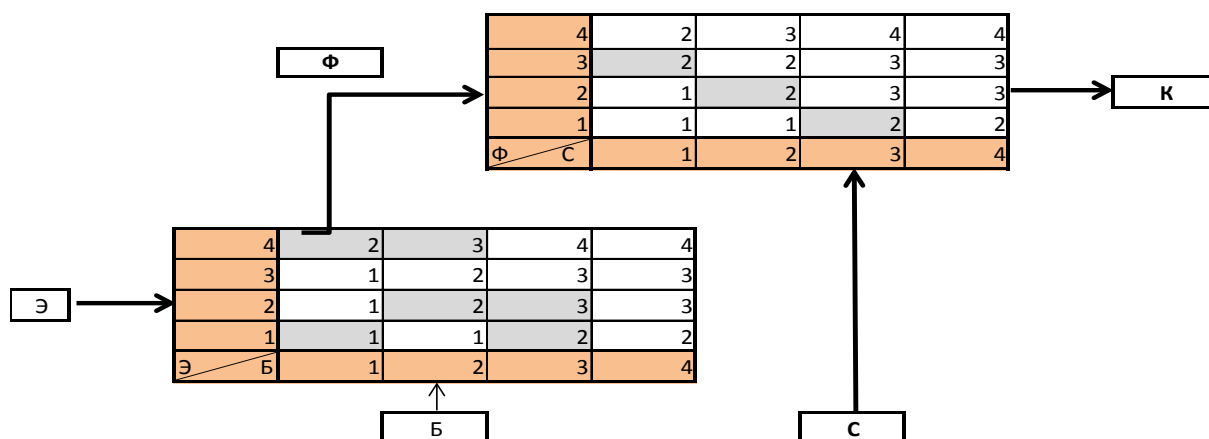 4 2 3 4 4
Ф
3 2 2 3 3
2 1 2 3 3
К
1 1 1 2 2
Ф С 1 2 3 4
4 2 3 4 4
3 1 2 3 3
Э
2 1 2 3 3
1 1 1 2 2
Э Б 1 2 3 4
Б
С